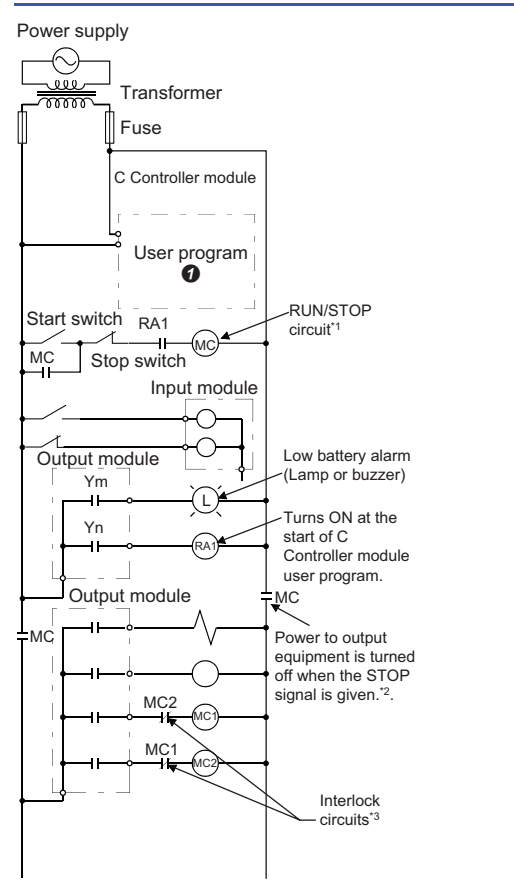 Power supply
Transformer
Fuse
C Controller module
User program
1
Start switch
RA1
RUN/STOP
circuit*1
MC
MC
Stop switch
Input module
Output module
Low battery alarm
(Lamp or buzzer)
Ym
L
Yn
RA1
Turns ON at the
start of C
Controller module
user program.
Output module
MC
MC
Power to output
equipment is turned
off when the STOP
signal is given.*2.
MC2
MC1
MC1
MC2
Interlock
circuits*3